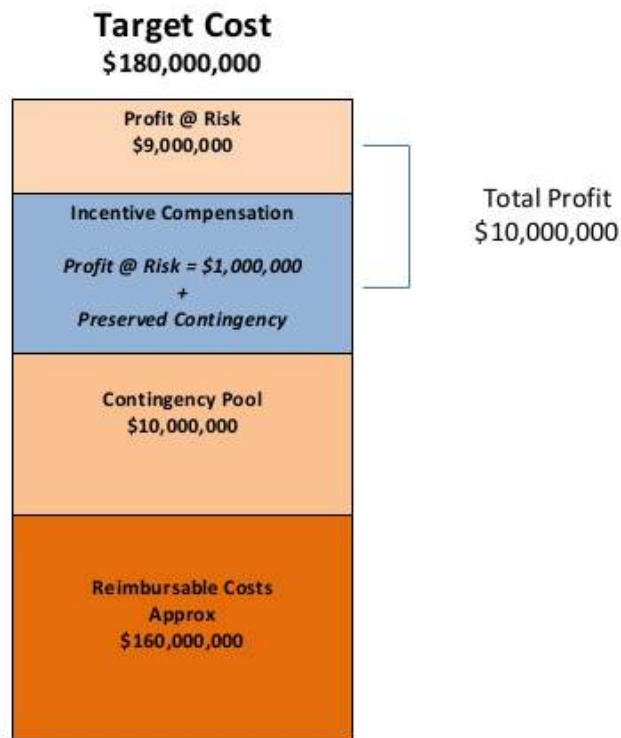 Target Cost
$180,000,000
Profit @ Risk
$9,000,000
Total Profit
$10,000,000
Incentive Compensation
Profit @ Risk = $1,000,000
+
Preserved Contingency
Contingency Pool
$10,000,000
Reimbursable Costs
Approx
$160,000,000